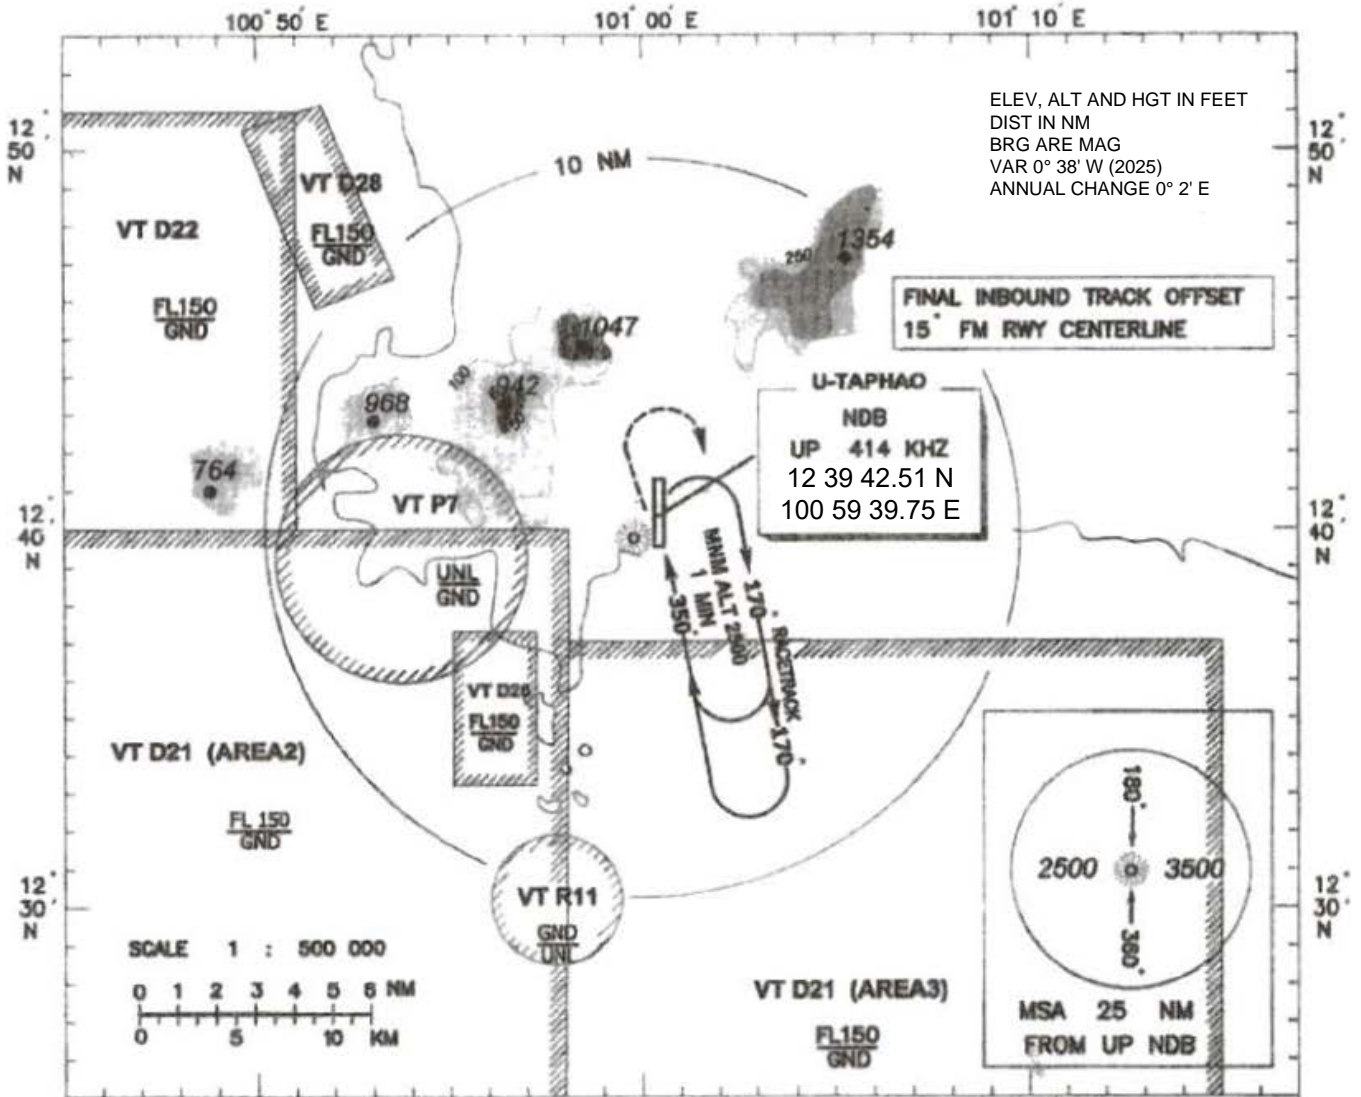 100° 50' E
101° 00' E
101° 10' E
12°
50'
N
12°
50'
N
ELEV, ALT AND HGT IN FEET
DIST IN NM
BRG ARE MAG
VAR 0° 38' W (2025)
ANNUAL CHANGE 0° 2' E
10 NM
VT D28
FL150
GND
VT D22
FL150
GND
1354
250
FINAL INBOUND TRACK OFFSET
15° FM RWY CENTERLINE
1047
100
942
968
764
U-TAPHAO
NDB
UP 414 KHZ
12 39 42.51 N
100 59 39.75 E
VT P7
UNL
GND
12°
40'
N
12°
40'
N
MNM ALT 2500
1 MIN
350°
170°
RACETRACK
170°
VT D26
FL150
GND
VT D21 (AREA2)
FL 150
GND
180°
2500
3500
360°
MSA 25 NM
FROM UP NDB
12°
30'
N
12°
30'
N
VT R11
GND
UNL
SCALE 1 : 500 000
0 1 2 3 4 5 6 NM
0 5 10 KM
VT D21 (AREA3)
FL150
GND